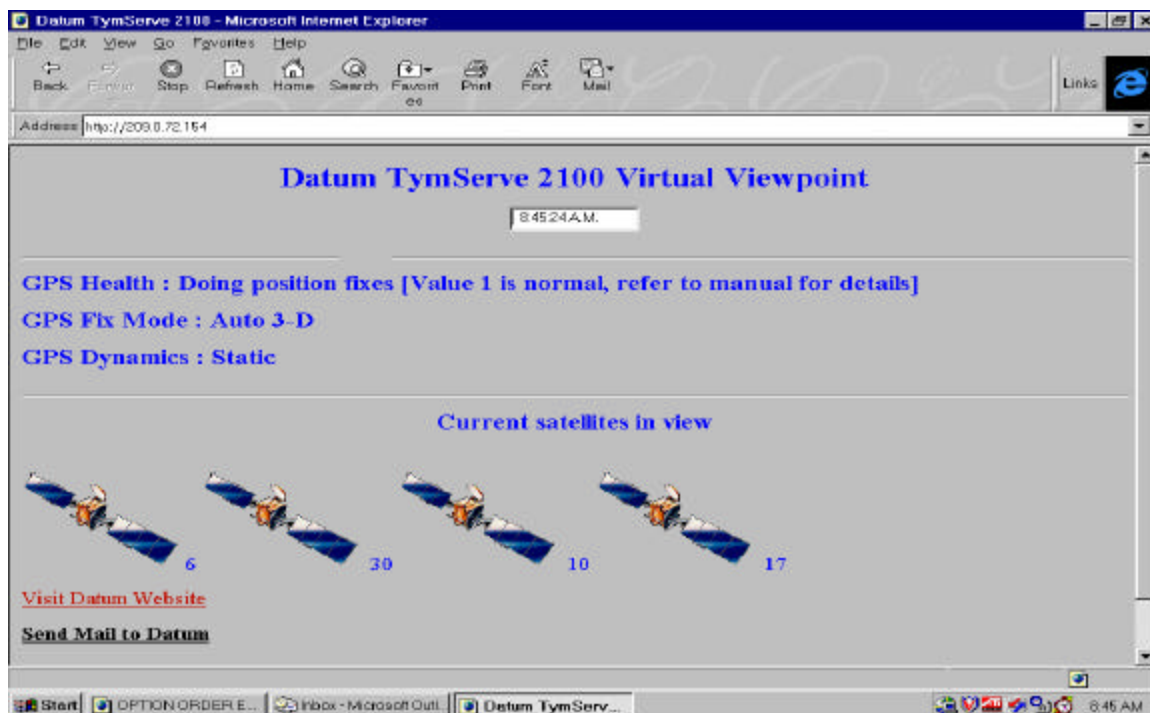 Datum TymServe 2100 - Microsoft Internet Explorer
File Edit View Go Favorites Help
Back Stop Refresh Home Search Favorites Print Font Mail Links
Address http://209.0.72.154
Datum TymServe 2100 Virtual Viewpoint
8:45:24 A.M.
GPS Health : Doing position fixes [Value 1 is normal, refer to manual for details]
GPS Fix Mode : Auto 3-D
GPS Dynamics : Static
Current satellites in view
6 30 10 17
Visit Datum Website
Send Mail to Datum
Start OPTION ORDER E... Inbox - Microsoft Outl... Datum TymServ... 8:45 AM